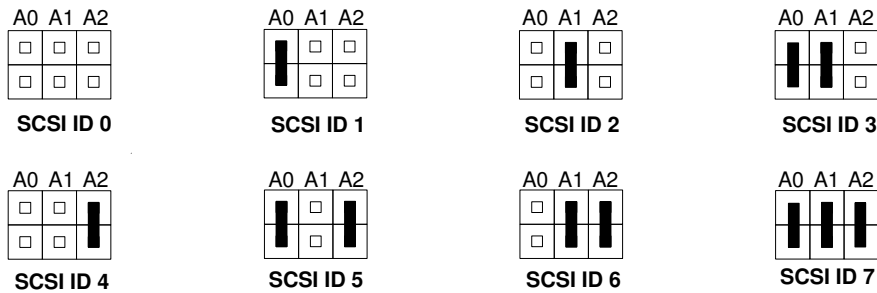 A0 A1 A2
A0 A1 A2
A0 A1 A2
A0 A1 A2
SCSI ID 0
SCSI ID 1
SCSI ID 2
SCSI ID 3
A0 A1 A2
A0 A1 A2
A0 A1 A2
A0 A1 A2
SCSI ID 4
SCSI ID 5
SCSI ID 6
SCSI ID 7